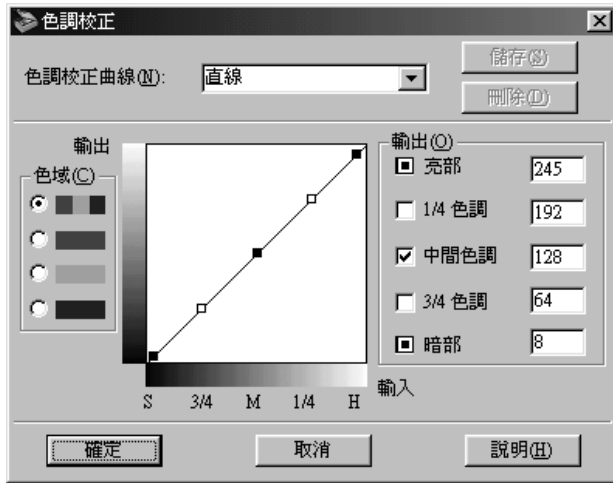 色調校正
色調校正曲線(N):
直線
儲存(S)
刪除(D)
輸出
色域(C)
輸出(O)
亮部
245
1/4 色調
192
中間色調
128
3/4 色調
64
暗部
8
輸入
S 3/4 M 1/4 H
確定
取消
說明(H)